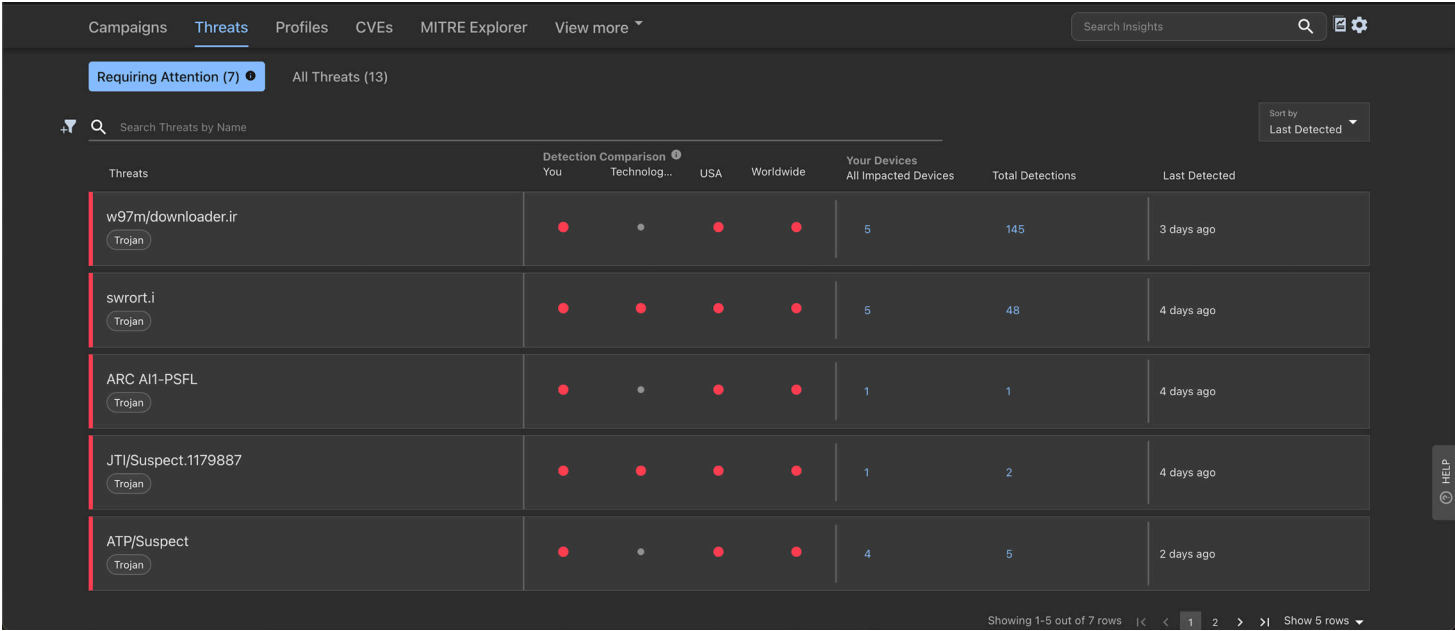 Campaigns Threats Profiles CVEs MITRE Explorer View more Search Insights
Requiring Attention (7) All Threats (13)
Search Threats by Name
Sort by
Last Detected
Detection Comparison Your Devices
Threats You Technolog... USA Worldwide All Impacted Devices Total Detections Last Detected
w97m/downloader.ir
Trojan
5 145 3 days ago
swrort.i
Trojan
5 48 4 days ago
ARC AI1-PSFL
Trojan
1 1 4 days ago
JTI/Suspect.1179887
Trojan
1 2 4 days ago
ATP/Suspect
Trojan
4 5 2 days ago
HELP
Showing 1-5 out of 7 rows 1 2 Show 5 rows